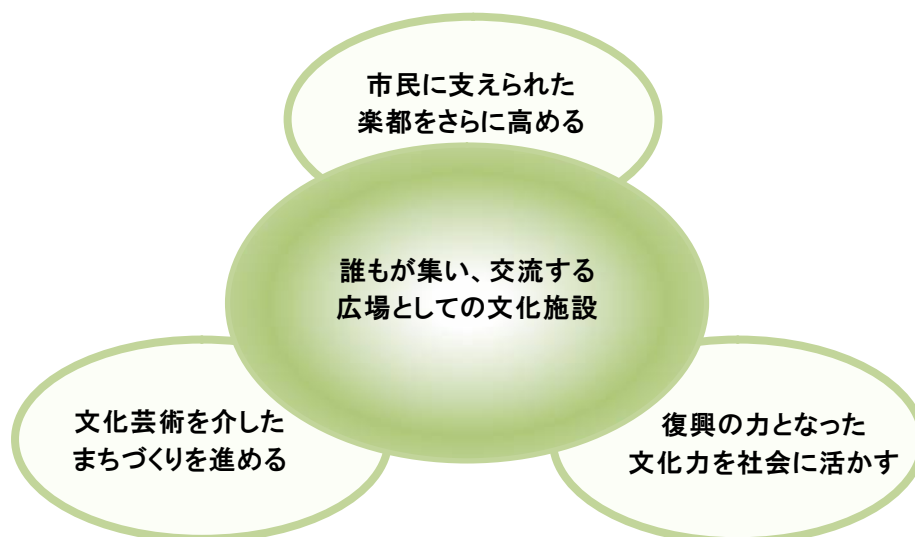 市民に支えられた
楽都をさらに高める
誰もが集い、交流する
広場としての文化施設
文化芸術を介した
まちづくりを進める
復興の力となった
文化力を社会に活かす